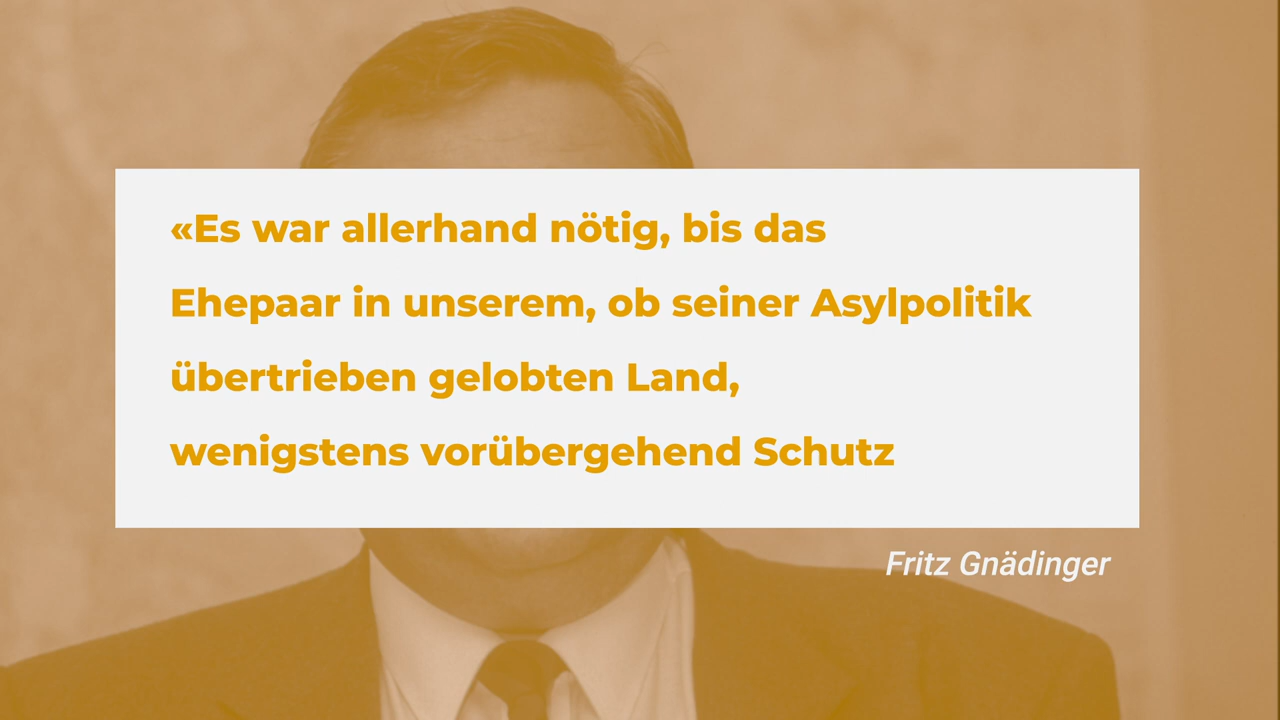 «Es war allerhand nötig, bis das
Ehepaar in unserem, ob seiner Asylpolitik
übertrieben gelobten Land,
wenigstens vorübergehend Schutz
Fritz Gnädinger